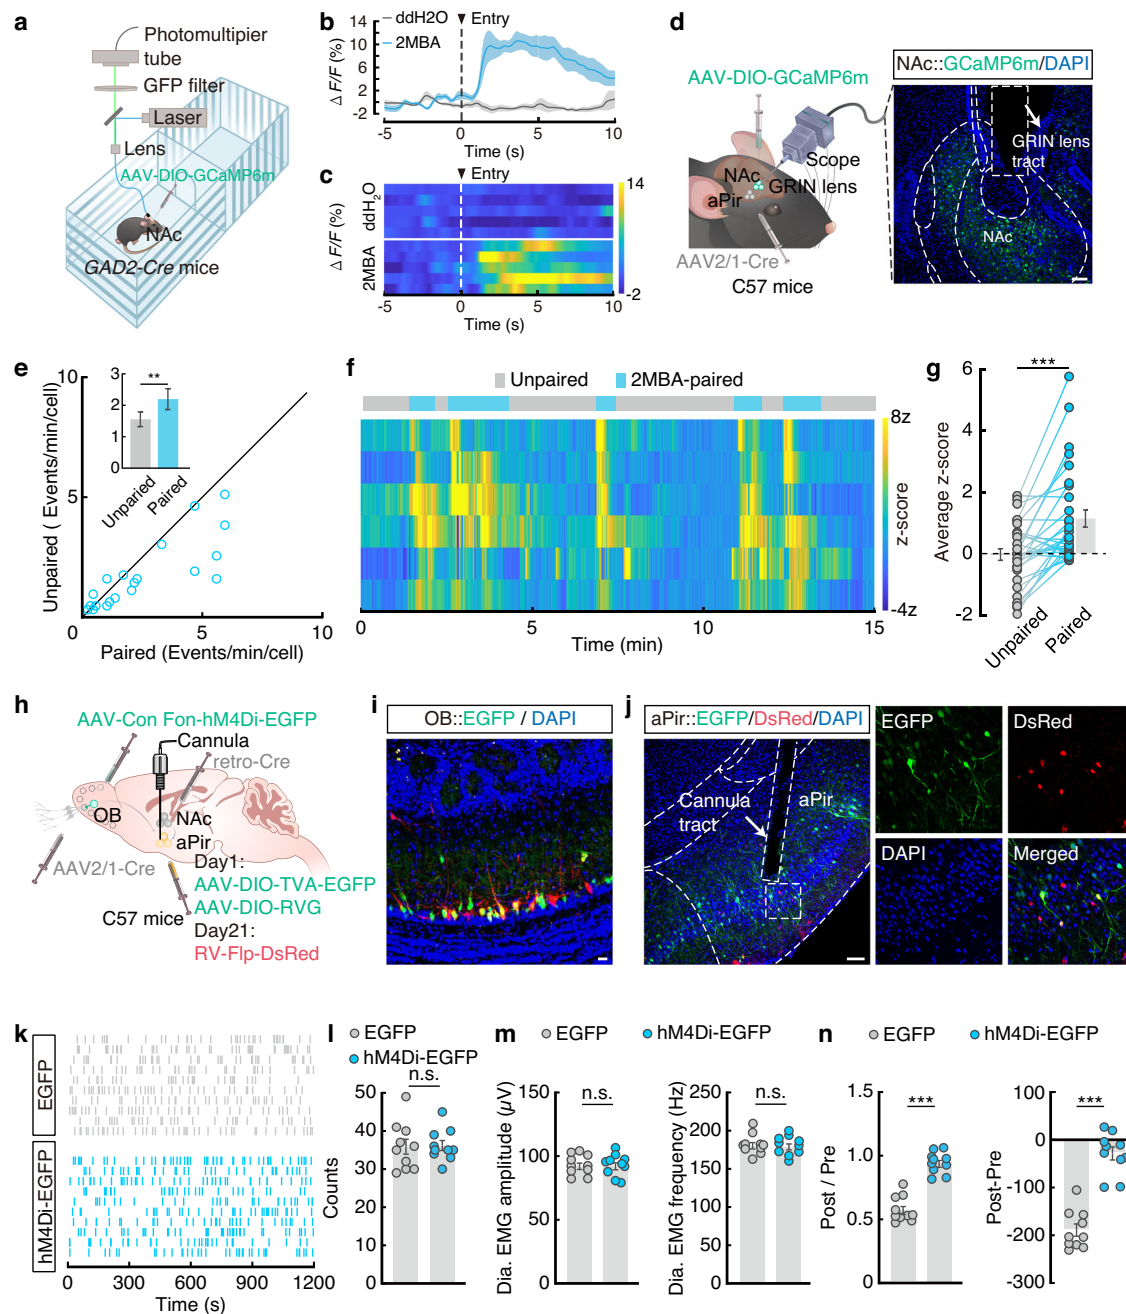 a
Photomultipier
tube
GFP filter
Laser
Lens
AAV-DIO-GCaMP6m
NAc
GAD2-Cre mice
b
ddH2O
2MBA
Entry
Δ F/F (%)
14
10
6
2
-2
-5
0
5
10
Time (s)
c
Entry
Δ F/F (%)
ddH2O
2MBA
14
-2
-5
0
5
10
Time (s)
d
AAV-DIO-GCaMP6m
NAc
aPir
Scope
GRIN lens
AAV2/1-Cre
C57 mice
NAc::GCaMP6m/DAPI
GRIN lens
tract
NAc
e
Unpaired ( Events/min/cell)
10
5
0
5
10
Paired (Events/min/cell)
3
2
1
0
**
Unparied
Paired
f
Unpaired
2MBA-paired
8z
z-score
-4z
0
5
10
15
Time (min)
g
***
Average z-score
6
4
2
0
-2
Unpaired
Paired
h
AAV-Con Fon-hM4Di-EGFP
Cannula
retro-Cre
OB
NAc
aPir
AAV2/1-Cre
Day1:
AAV-DIO-TVA-EGFP
AAV-DIO-RVG
C57 mice
Day21:
RV-Flp-DsRed
i
OB::EGFP / DAPI
j
aPir::EGFP/DsRed/DAPI
Cannula
tract
aPir
EGFP
DsRed
DAPI
Merged
k
EGFP
hM4Di-EGFP
0
300
600
900
1200
Time (s)
l
EGFP
hM4Di-EGFP
n.s.
Counts
50
40
30
20
10
0
m
EGFP
hM4Di-EGFP
n.s.
Dia. EMG amplitude (µV)
150
100
50
0
n.s.
Dia. EMG frequency (Hz)
250
200
150
100
50
0
n
EGFP
hM4Di-EGFP
***
Post / Pre
1.5
1.0
0.5
0
***
Post-Pre
100
0
-100
-200
-300